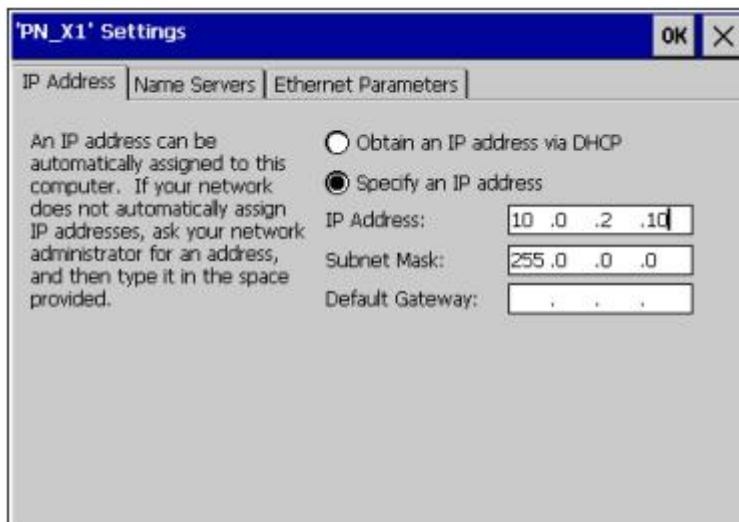 'PN_X1' Settings
OK
IP Address
Name Servers
Ethernet Parameters
An IP address can be
automatically assigned to this
computer. If your network
does not automatically assign
IP addresses, ask your network
administrator for an address,
and then type it in the space
provided.
Obtain an IP address via DHCP
Specify an IP address
IP Address: 10 .0 .2 .10
Subnet Mask: 255 .0 .0 .0
Default Gateway: . . .